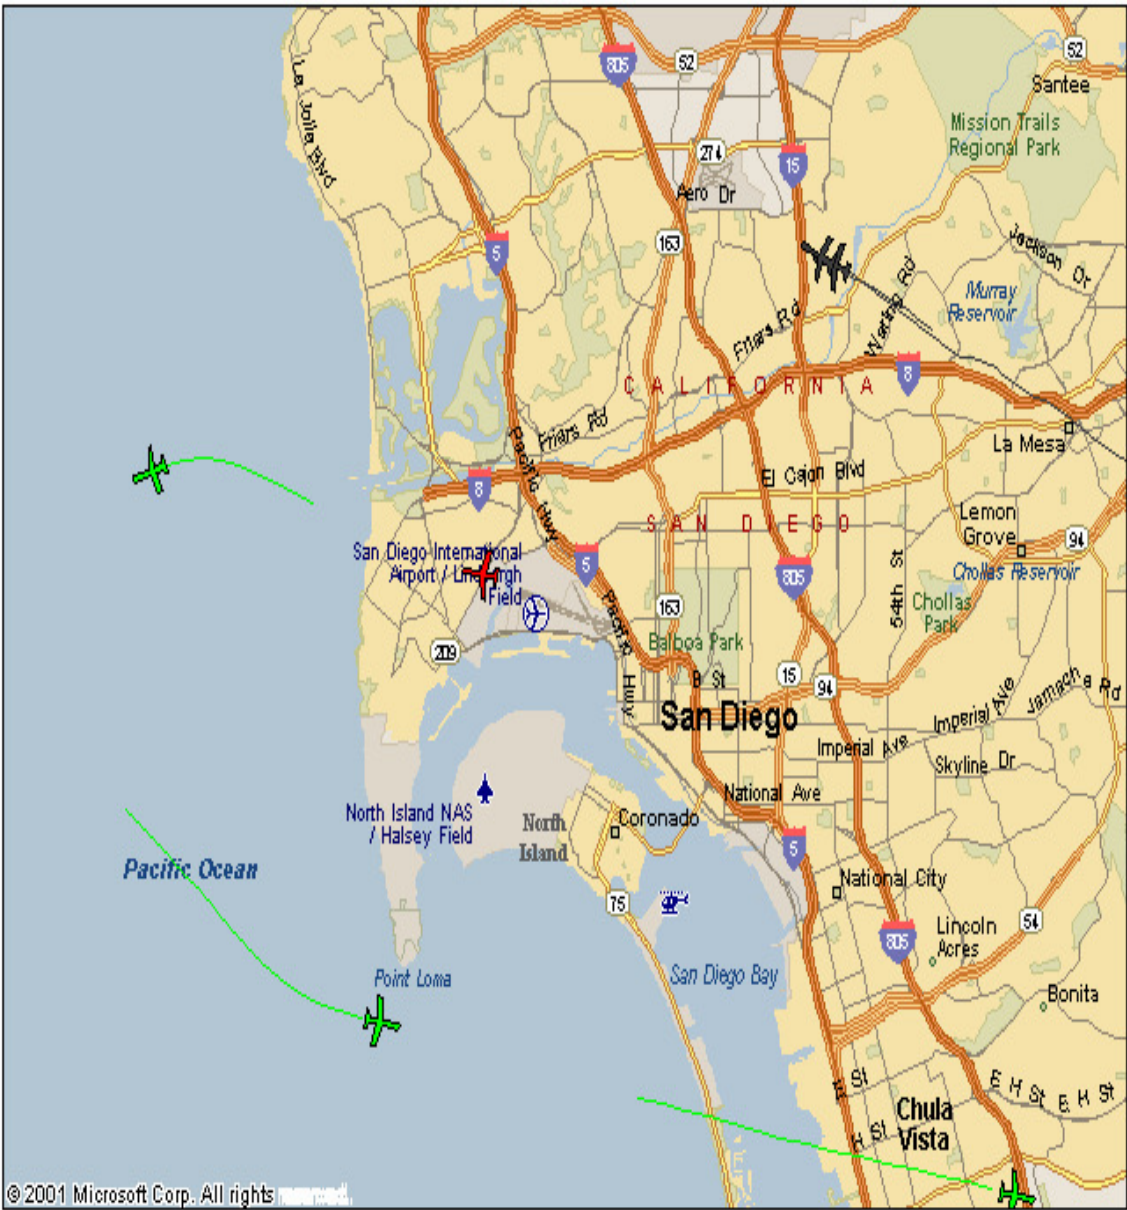 805
52
52
Santee
La Jolla Blvd
Mission Trails
Regional Park
274
15
Aero Dr
163
5
Jackson Dr
Waring Rd
Murray
Reservoir
Friars Rd
8
CALIFORNIA
Friars Rd
La Mesa
Pacific Hwy
El Cajon Blvd
8
SAN DIEGO
Lemon
Grove
94
San Diego International
Airport / Lindbergh
Field
5
805
54th St
Chollas Reservoir
Chollas
Park
Pacific Hwy
163
Balboa Park
209
B St
15
94
Jamacha Rd
Imperial Ave
San Diego
Imperial Ave
Skyline Dr
National Ave
North Island NAS
/ Halsey Field
North
Island
Coronado
5
Pacific Ocean
National City
75
54
Lincoln
Acres
805
Point Loma
San Diego Bay
Bonita
E St
E H St
E H St
Chula
Vista
H St
© 2001 Microsoft Corp. All rights